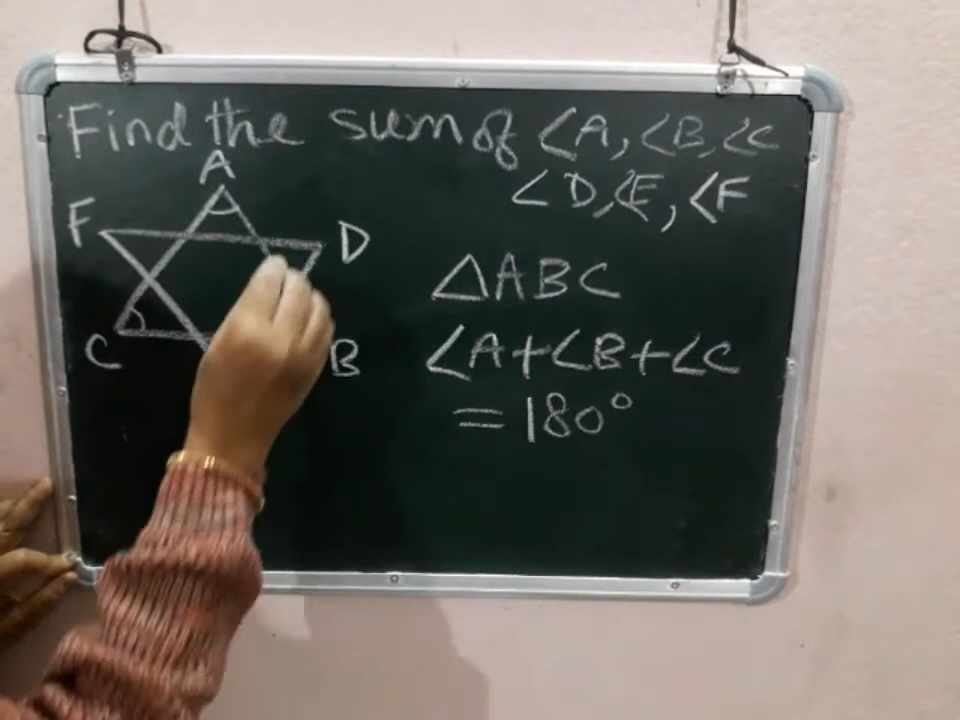 Find the sum of ∠A, ∠B, ∠C
∠D, ∠E, ∠F
A
F
D
C
B
△ABC
∠A+∠B+∠C
=180°